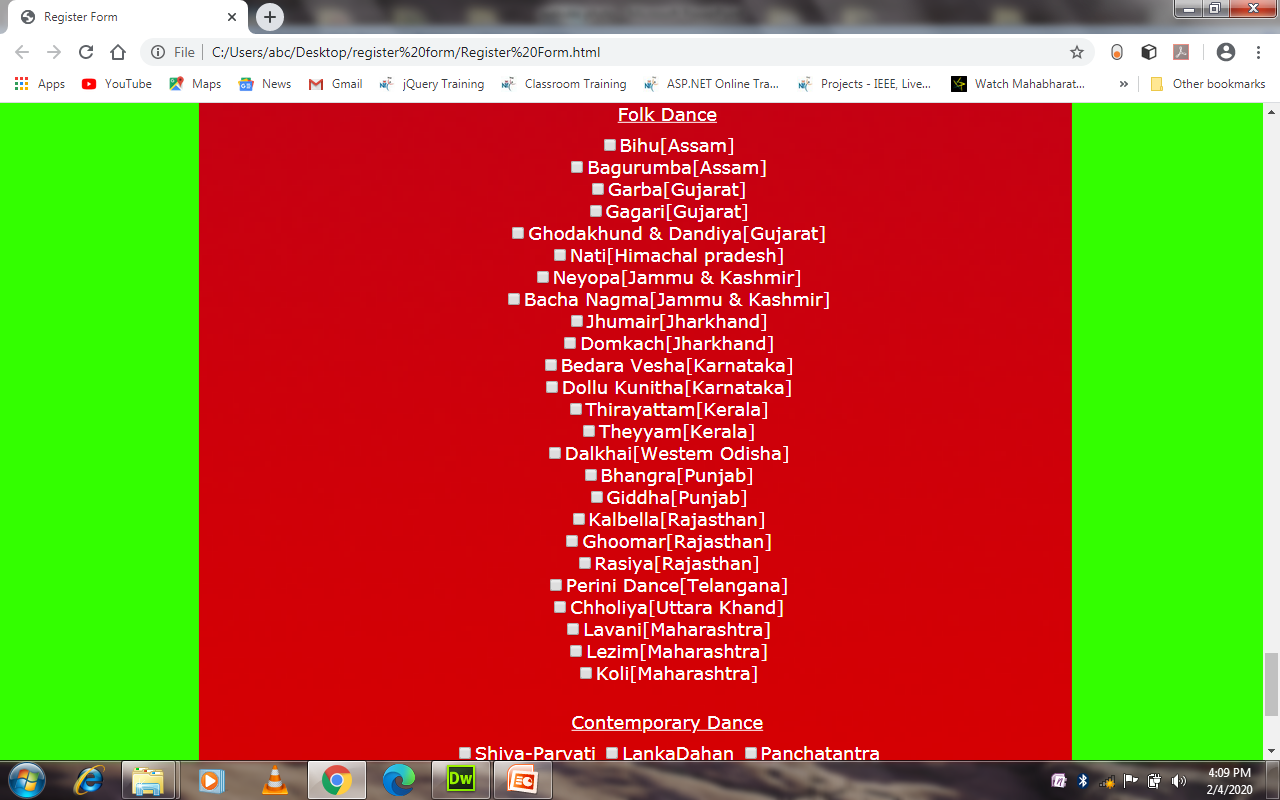 Register Form
File C:/Users/abc/Desktop/register%20form/Register%20Form.html
Apps YouTube Maps News Gmail jQuery Training Classroom Training ASP.NET Online Tra... Projects - IEEE, Live... Watch Mahabharat... » Other bookmarks
Folk Dance
Bihu[Assam]
Bagurumba[Assam]
Garba[Gujarat]
Gagari[Gujarat]
Ghodakhund & Dandiya[Gujarat]
Nati[Himachal pradesh]
Neyopa[Jammu & Kashmir]
Bacha Nagma[Jammu & Kashmir]
Jhumair[Jharkhand]
Domkach[Jharkhand]
Bedara Vesha[Karnataka]
Dollu Kunitha[Karnataka]
Thirayattam[Kerala]
Theyyam[Kerala]
Dalkhai[Westem Odisha]
Bhangra[Punjab]
Giddha[Punjab]
Kalbella[Rajasthan]
Ghoomar[Rajasthan]
Rasiya[Rajasthan]
Perini Dance[Telangana]
Chholiya[Uttara Khand]
Lavani[Maharashtra]
Lezim[Maharashtra]
Koli[Maharashtra]
Contemporary Dance
Shiva-Parvati LankaDahan Panchatantra
Dw
4:09 PM
2/4/2020